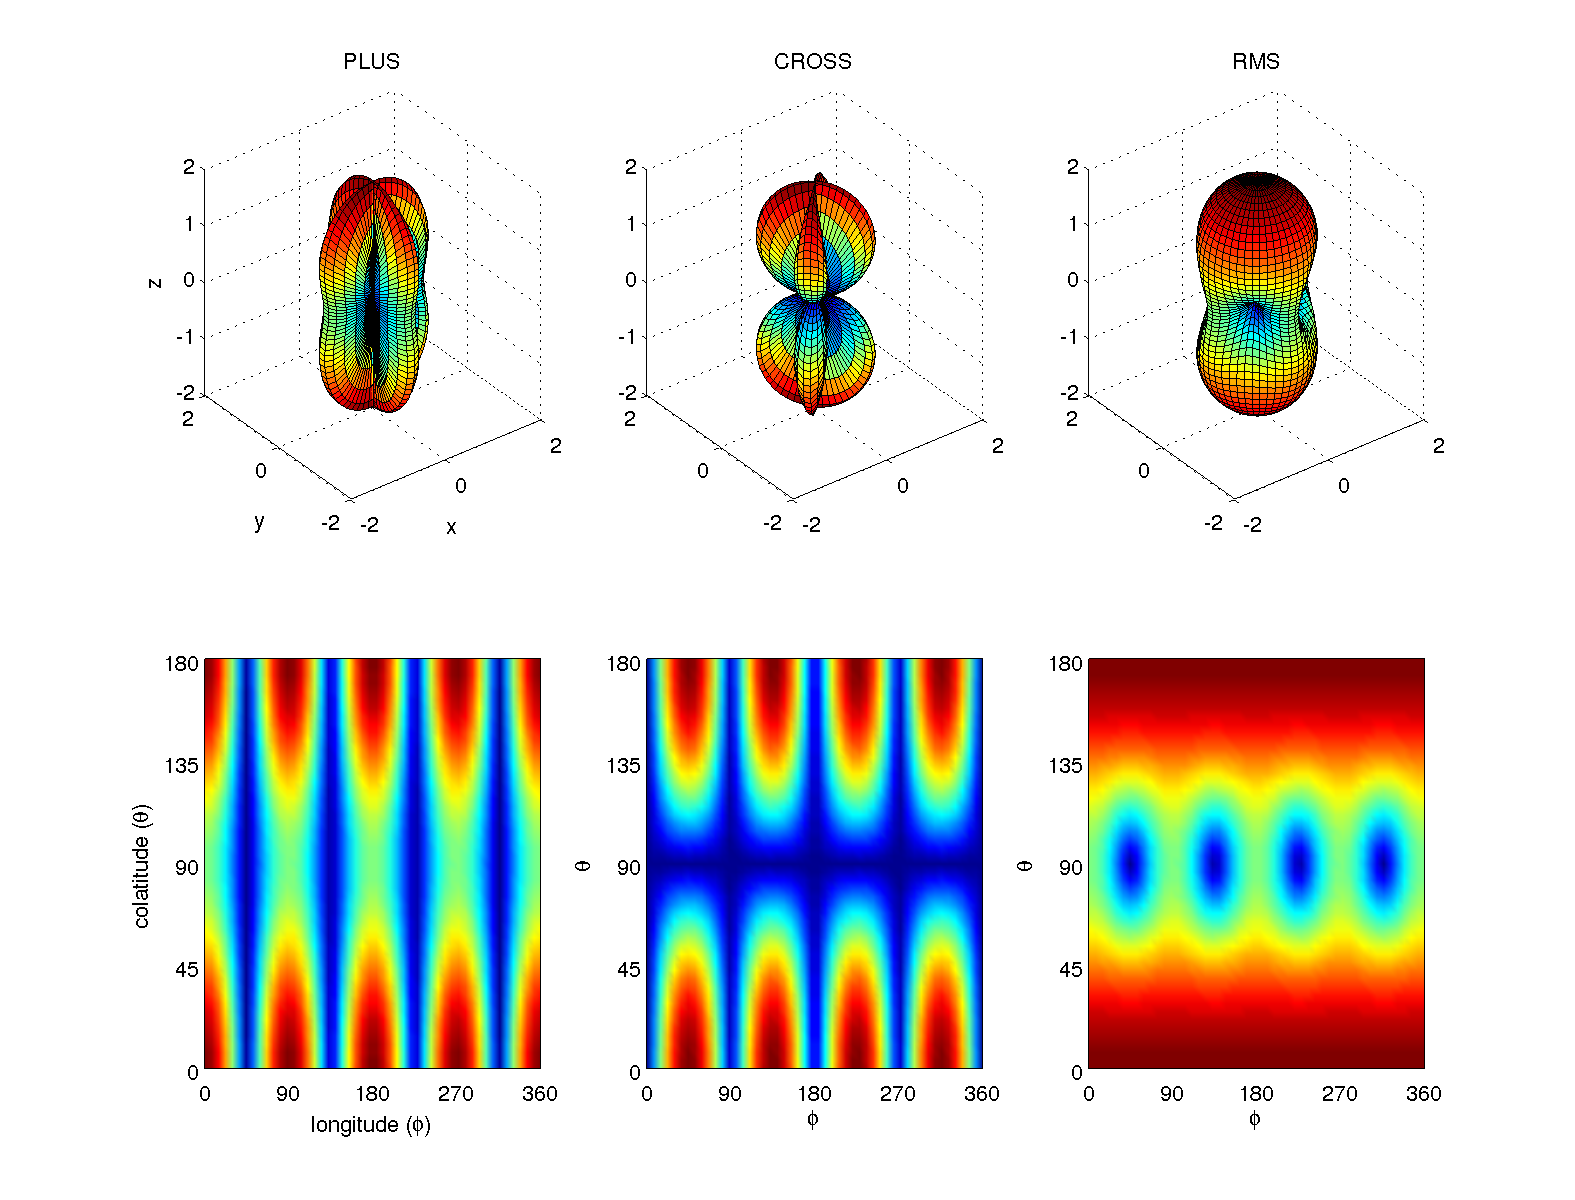 PLUS CROSS RMS
2 2 2
1 1 1
0 0 0
z
-1 -1 -1
-2 -2 -2
2 2 2
2 2 2
0 0 0
0 0 0
y -2 -2 x -2 -2 -2 -2
180 180 180
135 135 135
colatitude (θ) 90 θ 90 θ 90
45 45 45
0 0 0
0 90 180 270 360 0 90 180 270 360 0 90 180 270 360
longitude (ϕ) ϕ ϕ